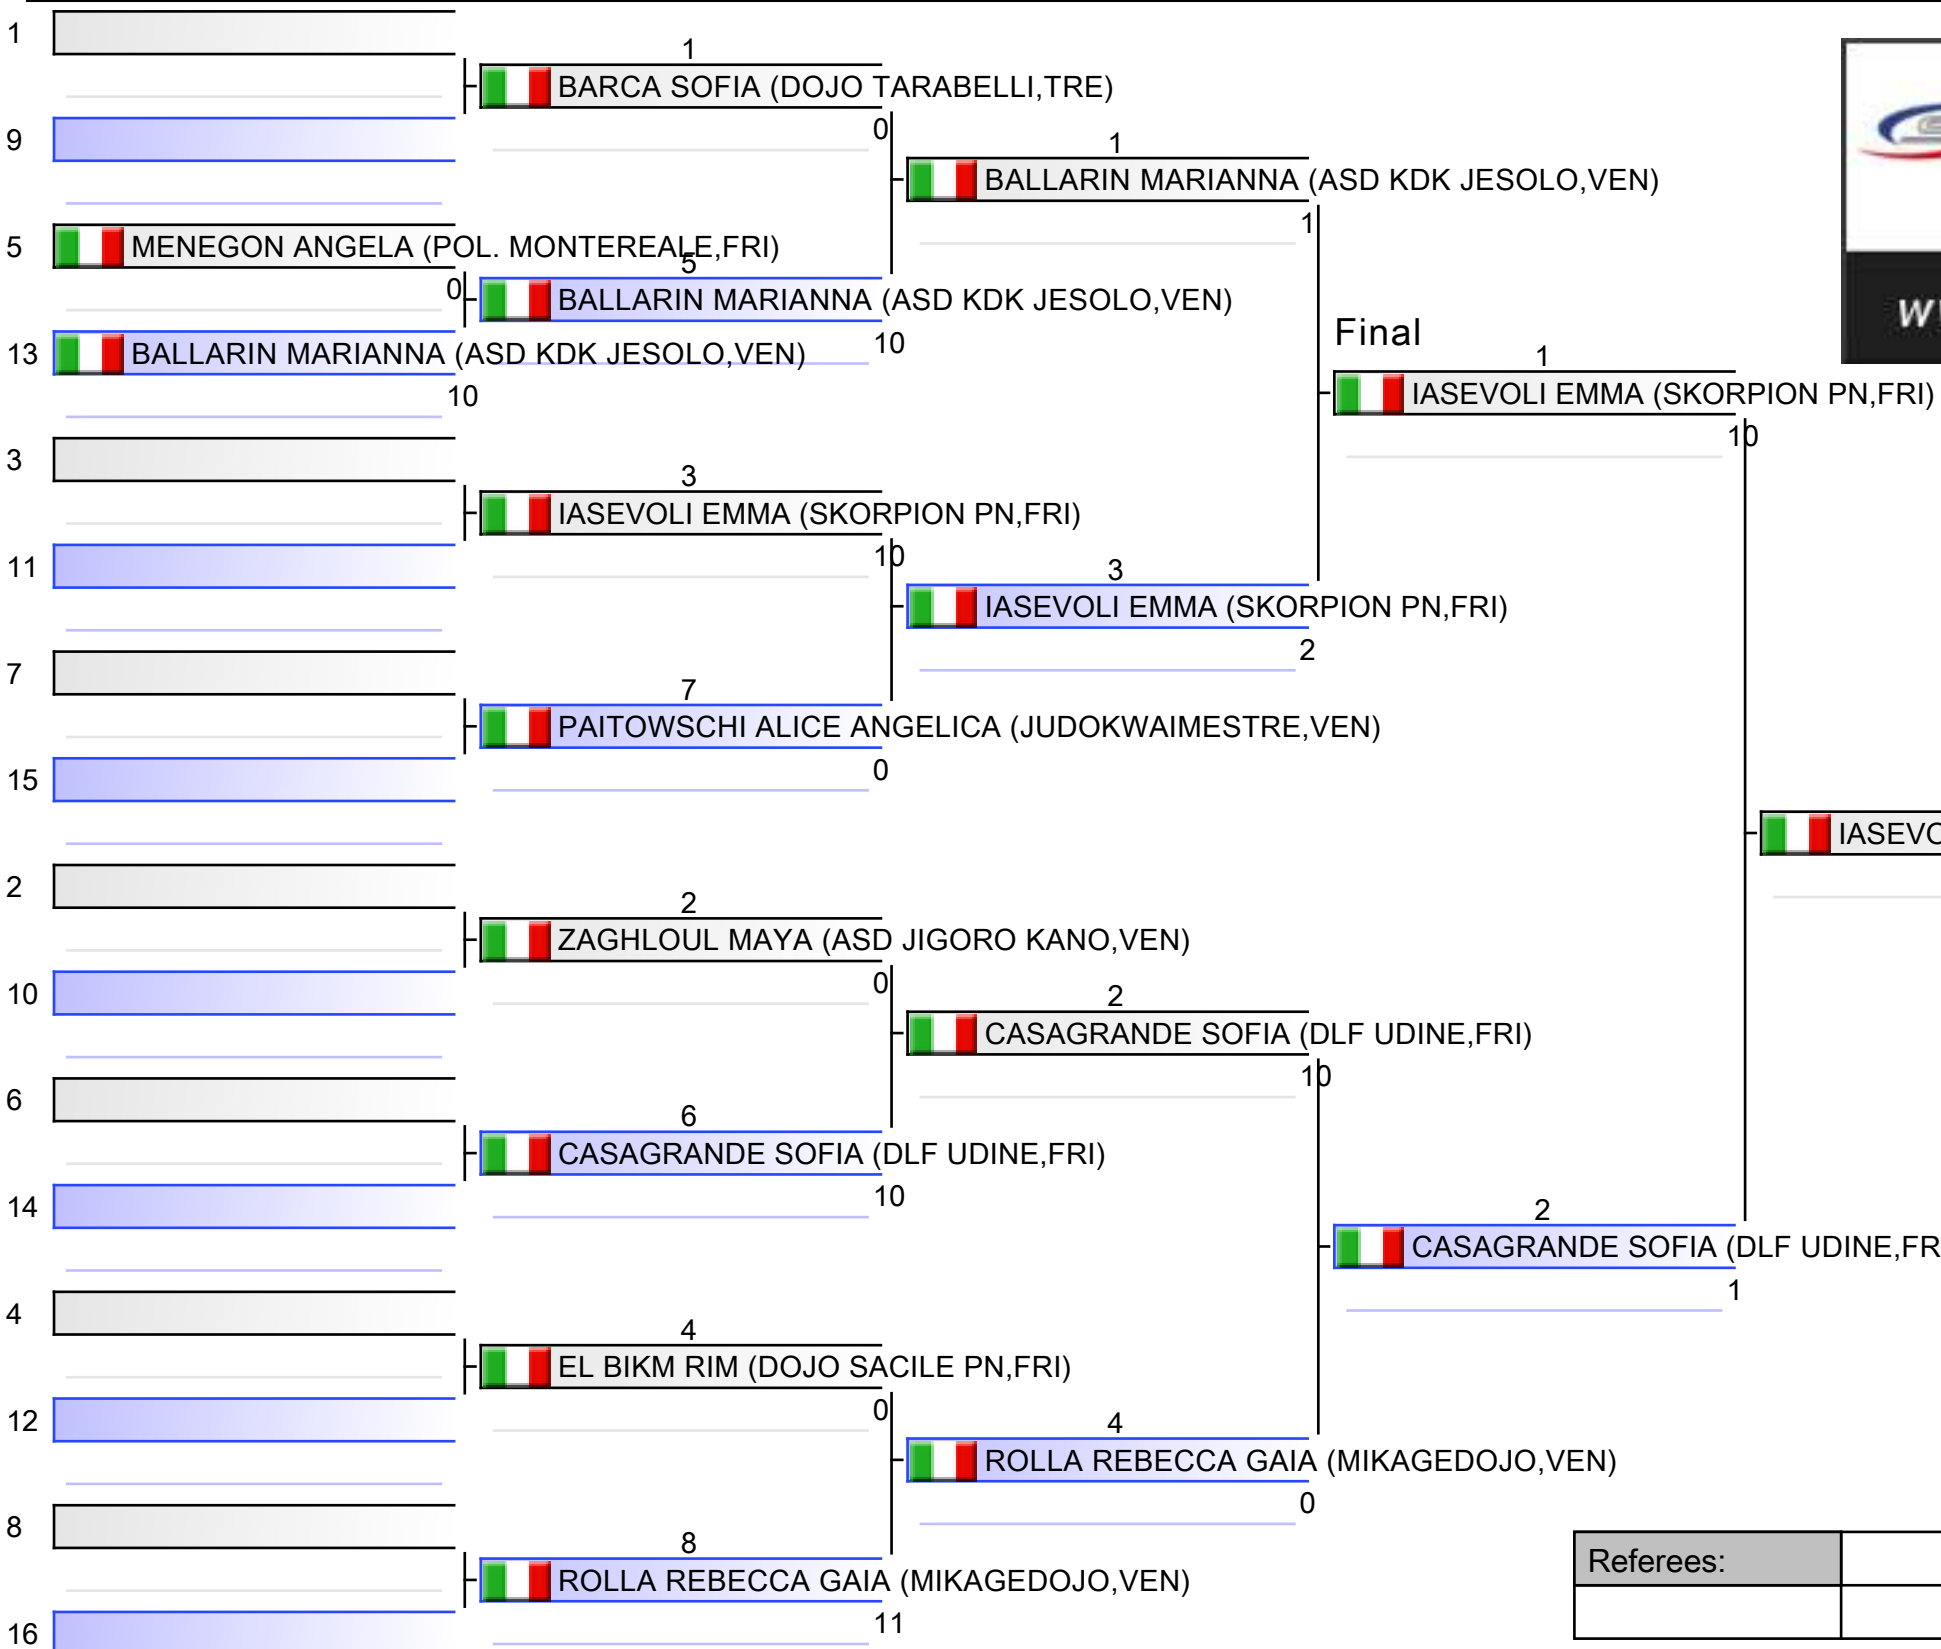 1
1
BARCA SOFIA (DOJO TARABELLI,TRE)
0
9
1
BALLARIN MARIANNA (ASD KDK JESOLO,VEN)
1
5
MENEGON ANGELA (POL. MONTEREALE,FRI)
0
5
BALLARIN MARIANNA (ASD KDK JESOLO,VEN)
10
13
BALLARIN MARIANNA (ASD KDK JESOLO,VEN)
10
Final
1
IASEVOLI EMMA (SKORPION PN,FRI)
10
3
3
IASEVOLI EMMA (SKORPION PN,FRI)
10
11
3
IASEVOLI EMMA (SKORPION PN,FRI)
2
7
7
PAITOWSCHI ALICE ANGELICA (JUDOKWAIMESTRE,VEN)
0
15
IASEVO
2
2
ZAGHLOUL MAYA (ASD JIGORO KANO,VEN)
0
10
2
CASAGRANDE SOFIA (DLF UDINE,FRI)
10
6
6
CASAGRANDE SOFIA (DLF UDINE,FRI)
10
14
2
CASAGRANDE SOFIA (DLF UDINE,FR
1
4
4
EL BIKM RIM (DOJO SACILE PN,FRI)
0
12
4
ROLLA REBECCA GAIA (MIKAGEDOJO,VEN)
0
8
8
ROLLA REBECCA GAIA (MIKAGEDOJO,VEN)
11
16
Referees: